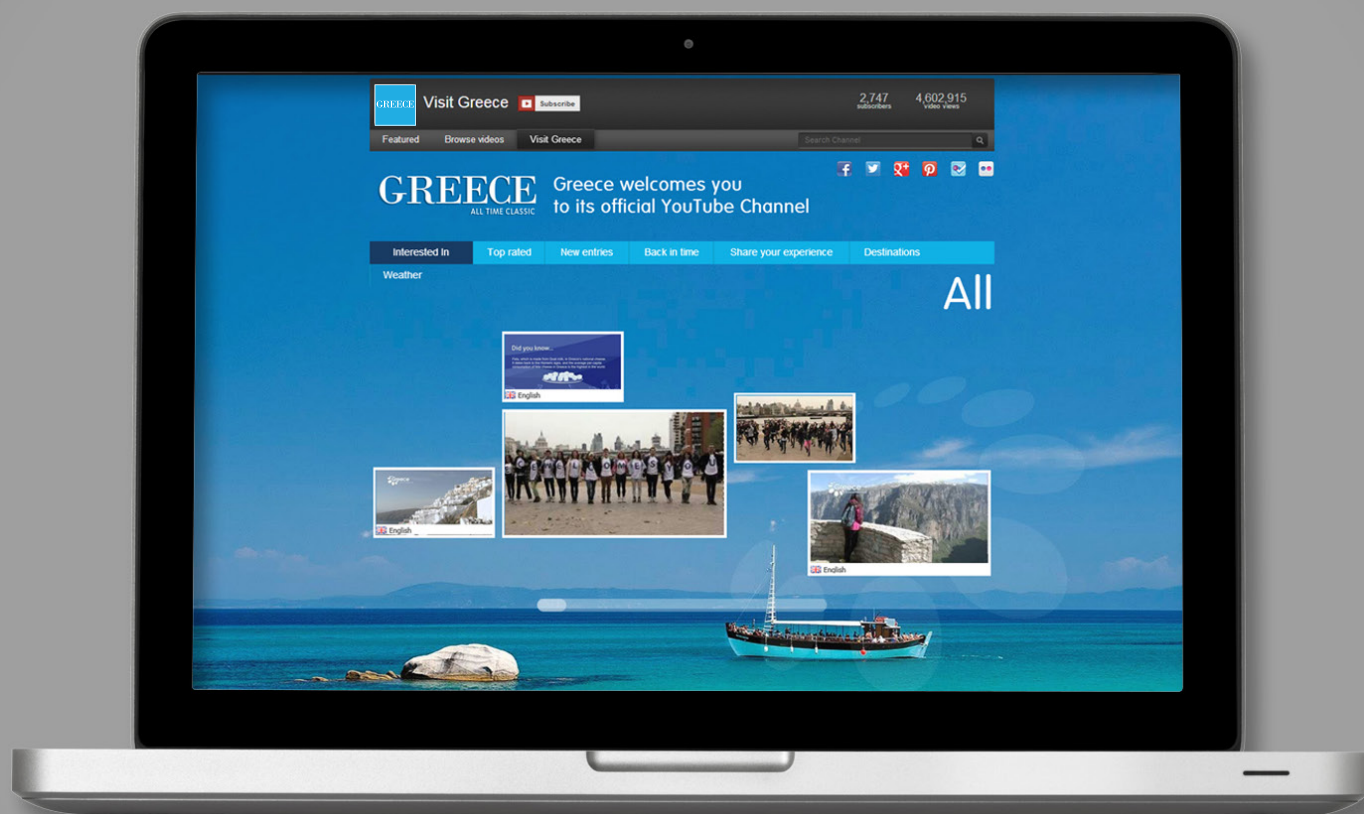 GREECE
Visit Greece
Subscribe
2,747
subscribers
4,602,915
video views
Featured
Browse videos
Visit Greece
Search Channel
GREECE
ALL TIME CLASSIC
Greece welcomes you
to its official YouTube Channel
Interested In
Top rated
New entries
Back in time
Share your experience
Destinations
Weather
All
Did you know...
English
English
English